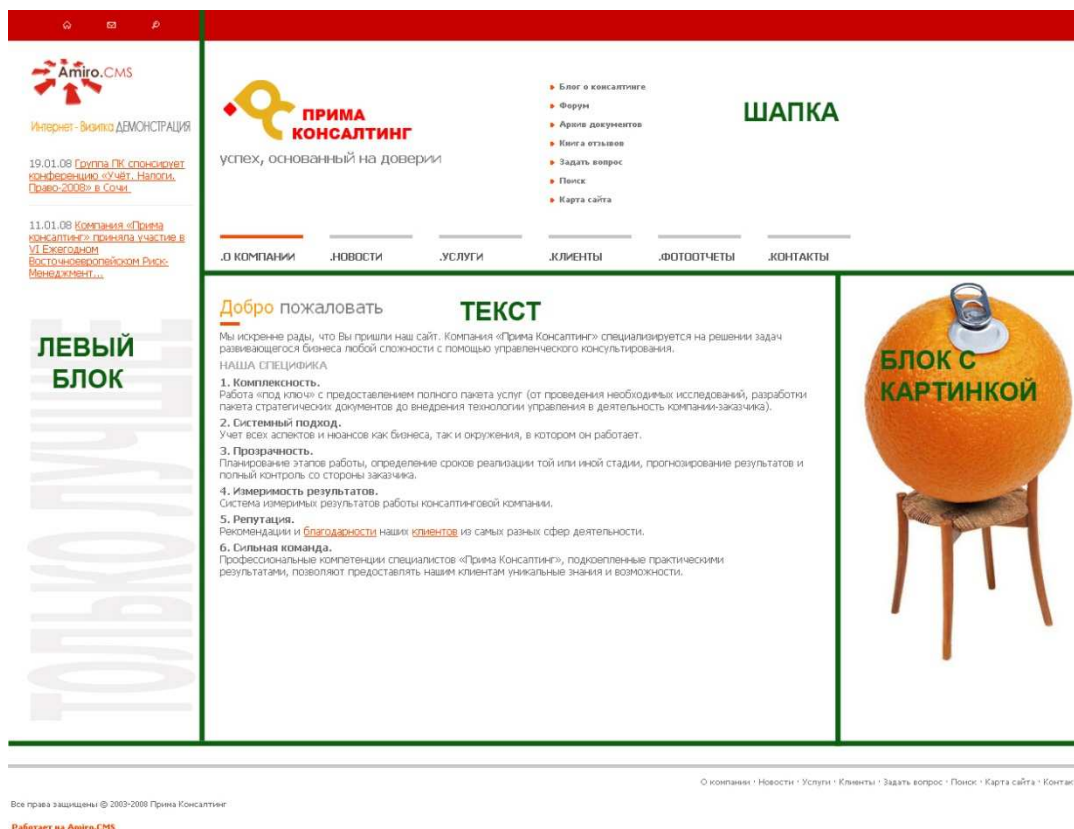 Amiro.CMS
Интернет-Визитка ДЕМОНСТРАЦИЯ
19.01.08 Группа ПК спонсирует
конференцию «Учёт, Налоги,
Право-2008» в Сочи
11.01.08 Компания «Прима
консалтинг» приняла участие в
VI Ежегодном
Восточноевропейском Риск-
Менеджмент...
ЛЕВЫЙ
БЛОК
ТОЛЬКО ЛУЧШЕЕ
ПРИМА
КОНСАЛТИНГ
успех, основанный на доверии
Блог о консалтинге
Форум
Архив документов
Книга отзывов
Задать вопрос
Поиск
Карта сайта
ШАПКА
.О КОМПАНИИ .НОВОСТИ .УСЛУГИ .КЛИЕНТЫ .ФОТООТЧЕТЫ .КОНТАКТЫ
Добро пожаловать
ТЕКСТ
Мы искренне рады, что Вы пришли наш сайт. Компания «Прима Консалтинг» специализируется на решении задач
развивающегося бизнеса любой сложности с помощью управленческого консультирования.
НАША СПЕЦИФИКА
1. Комплексность.
Работа «под ключ» с предоставлением полного пакета услуг (от проведения необходимых исследований, разработки
пакета стратегических документов до внедрения технологии управления в деятельность компании-заказчика).
2. Системный подход.
Учет всех аспектов и нюансов как бизнеса, так и окружения, в котором он работает.
3. Прозрачность.
Планирование этапов работы, определение сроков реализации той или иной стадии, прогнозирование результатов и
полный контроль со стороны заказчика.
4. Измеримость результатов.
Система измеримых результатов работы консалтинговой компании.
5. Репутация.
Рекомендации и благодарности наших клиентов из самых разных сфер деятельности.
6. Сильная команда.
Профессиональные компетенции специалистов «Прима Консалтинг», подкрепленные практическими
результатами, позволяют предоставлять нашим клиентам уникальные знания и возможности.
БЛОК С
КАРТИНКОЙ
О компании · Новости · Услуги · Клиенты · Задать вопрос · Поиск · Карта сайта · Контак
Все права защищены © 2003-2008 Прима Консалтинг
Работает на Amiro.CMS